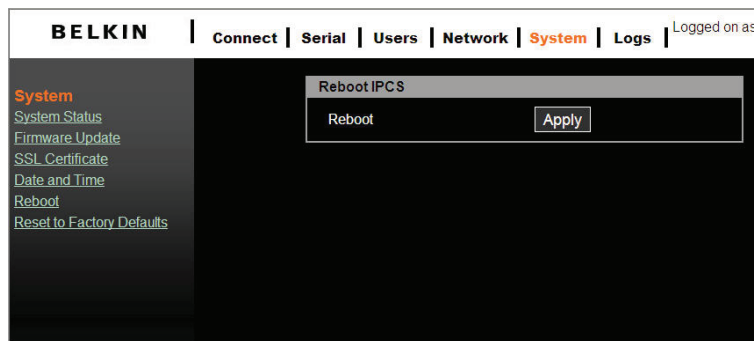 BELKIN
Connect Serial Users Network System Logs Logged on as
System
System Status
Firmware Update
SSL Certificate
Date and Time
Reboot
Reset to Factory Defaults
Reboot IPCS
Reboot Apply